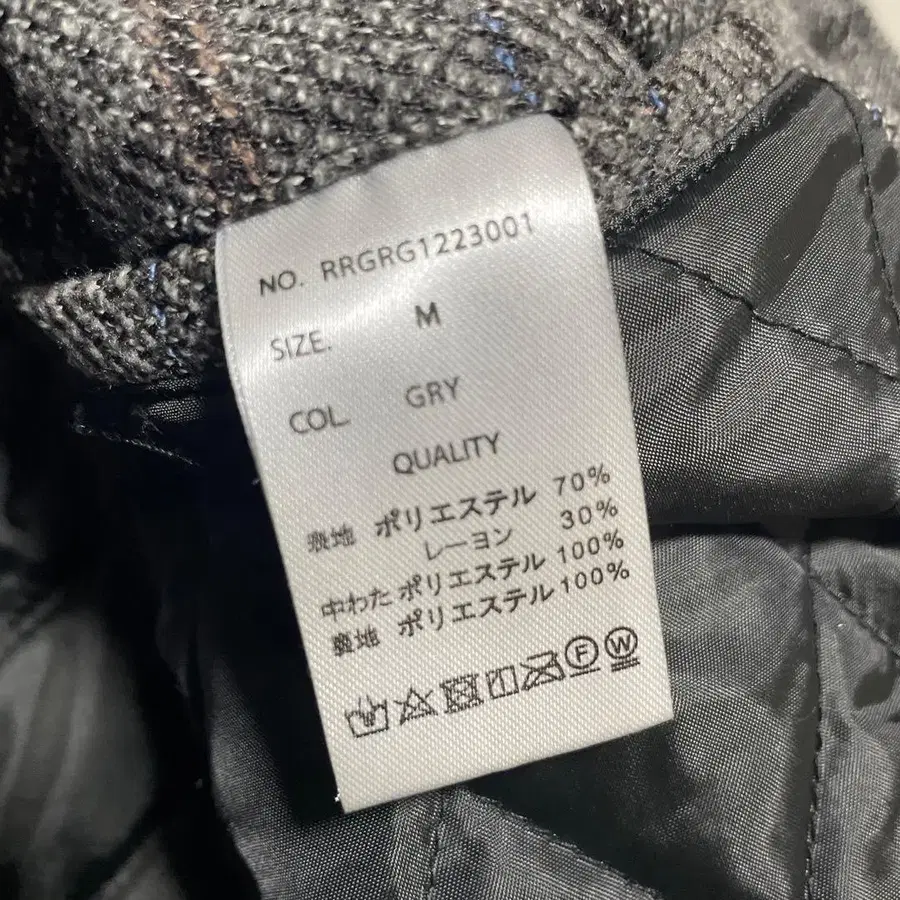 NO. RRGRG1223001
SIZE. M
COL. GRY
QUALITY
表地 ポリエステル 70%
レーヨン 30%
中わた ポリエステル 100%
裏地 ポリエステル 100%
F W